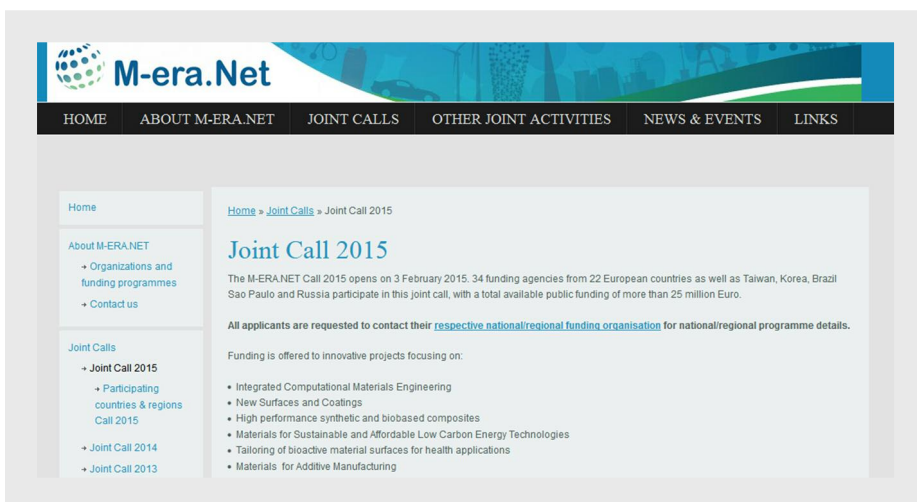 M-era.Net
HOME ABOUT M-ERA.NET JOINT CALLS OTHER JOINT ACTIVITIES NEWS & EVENTS LINKS
Home
About M-ERA.NET
→ Organizations and
funding programmes
→ Contact us
Joint Calls
→ Joint Call 2015
→ Participating
countries & regions
Call 2015
→ Joint Call 2014
→ Joint Call 2013
Home » Joint Calls » Joint Call 2015
Joint Call 2015
The M-ERA.NET Call 2015 opens on 3 February 2015. 34 funding agencies from 22 European countries as well as Taiwan, Korea, Brazil
Sao Paulo and Russia participate in this joint call, with a total available public funding of more than 25 million Euro.
All applicants are requested to contact their respective national/regional funding organisation for national/regional programme details.
Funding is offered to innovative projects focusing on:
• Integrated Computational Materials Engineering
• New Surfaces and Coatings
• High performance synthetic and biobased composites
• Materials for Sustainable and Affordable Low Carbon Energy Technologies
• Tailoring of bioactive material surfaces for health applications
• Materials for Additive Manufacturing